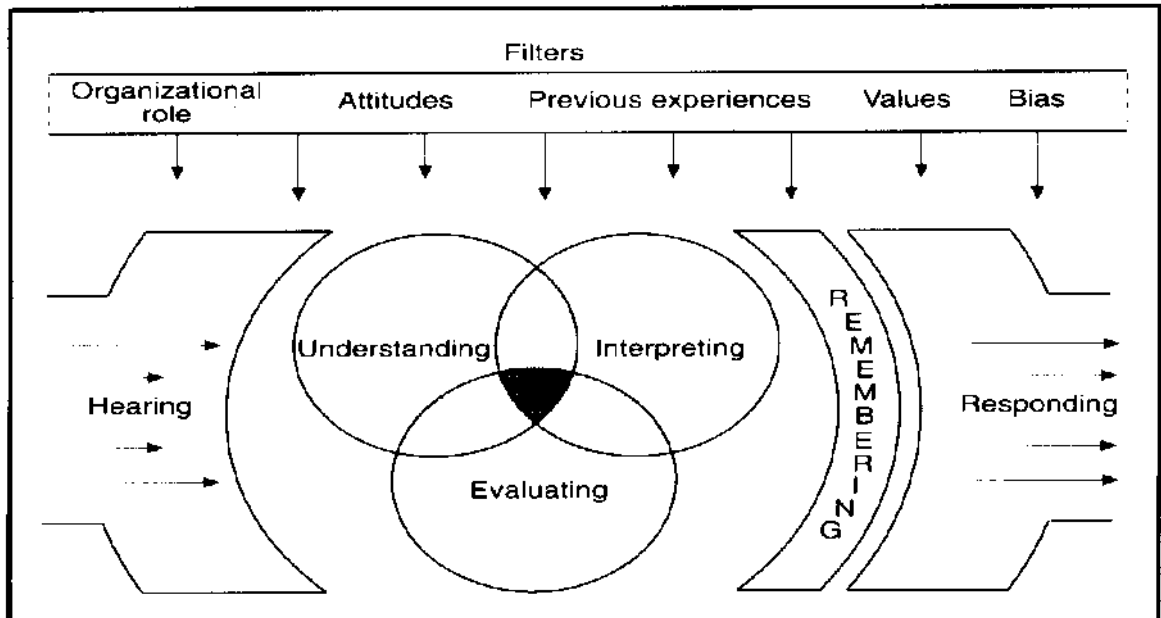 Filters
Organizational role Attitudes Previous experiences Values Bias
Understanding Interpreting
Hearing REMEMBERING Responding
Evaluating